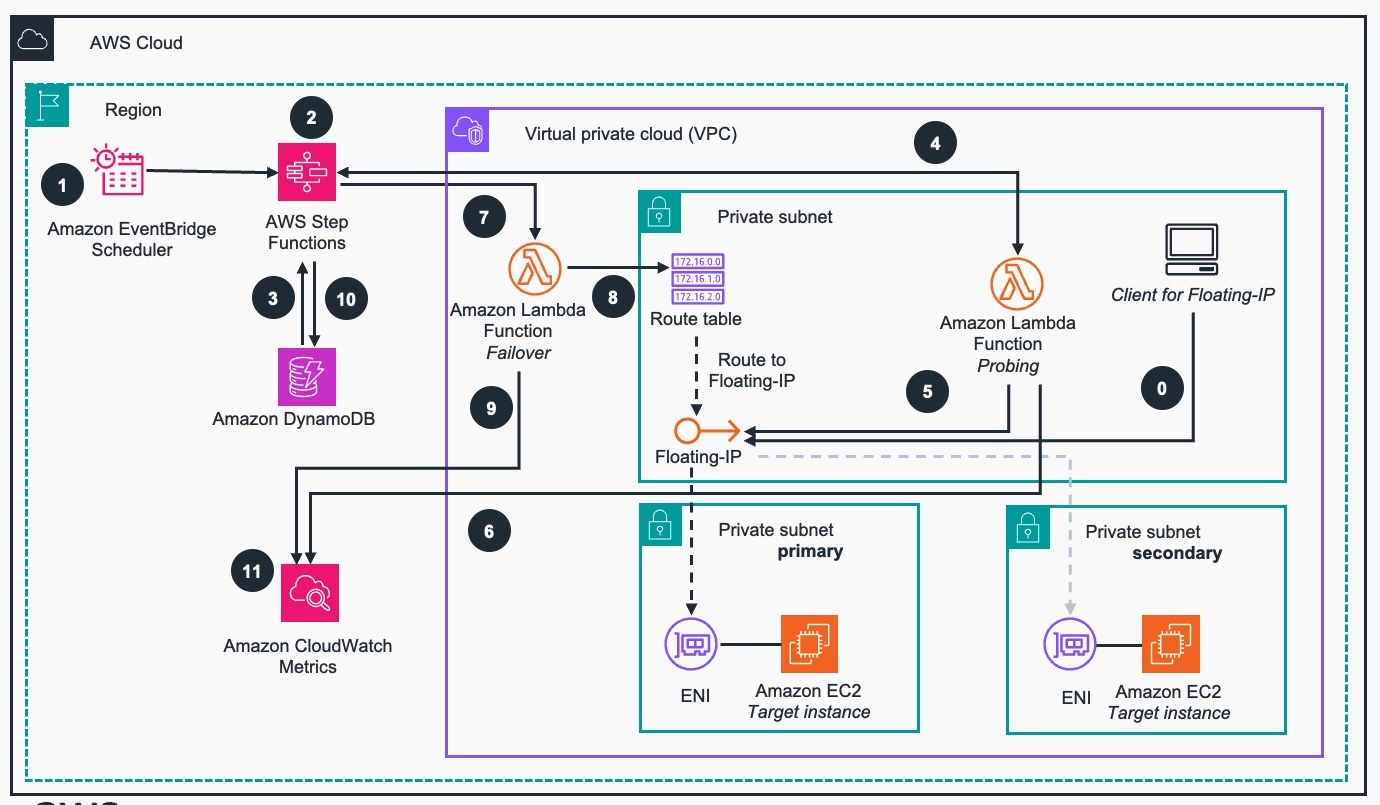 AWS Cloud
Region
2
Virtual private cloud (VPC)
4
1
Amazon EventBridge
Scheduler
AWS Step
Functions
7
Private subnet
172.16.0.0
172.16.1.0
172.16.2.0
Route table
3
10
8
Amazon Lambda
Function
Failover
Amazon Lambda
Function
Probing
Client for Floating-IP
Route to
Floating-IP
5
0
Amazon DynamoDB
9
Floating-IP
6
Private subnet
primary
Private subnet
secondary
11
Amazon CloudWatch
Metrics
ENI
Amazon EC2
Target instance
ENI
Amazon EC2
Target instance